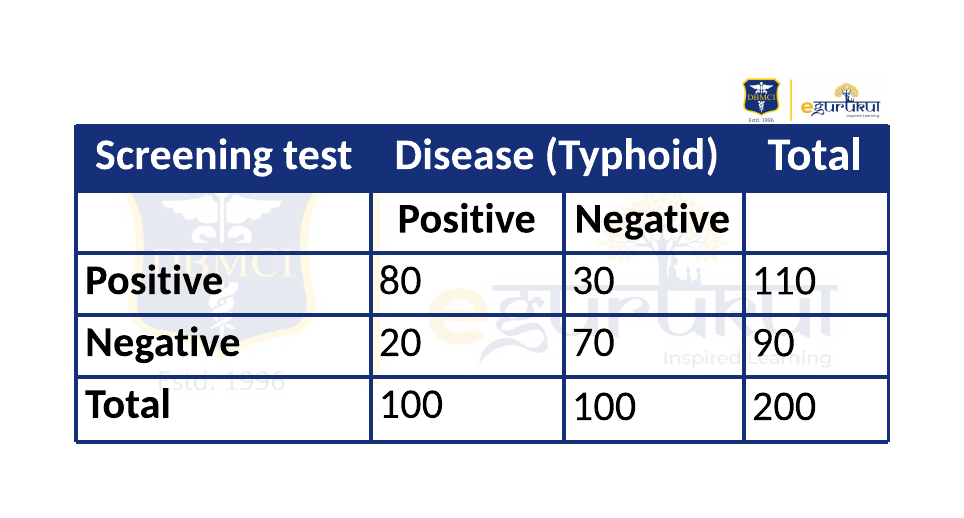 DBMCI
Estd. 1996
egurukul
Inspired Learning
Screening test Disease (Typhoid) Total
Positive Negative
Positive 80 30 110
Negative 20 70 90
Total 100 100 200
DBMCI
Estd. 1996
egurukul
Inspired Learning